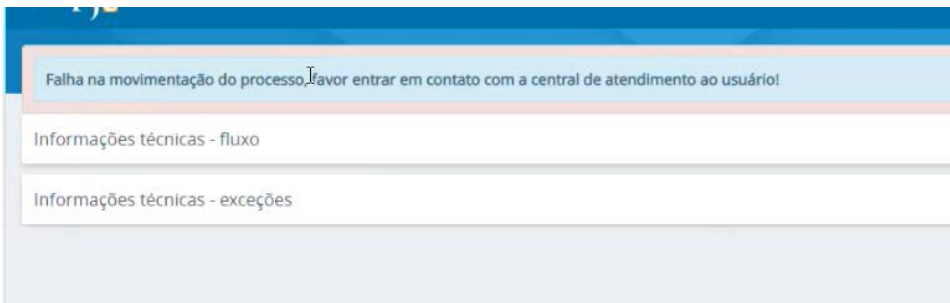 Falha na movimentação do processo, favor entrar em contato com a central de atendimento ao usuário!
Informações técnicas - fluxo
Informações técnicas - exceções